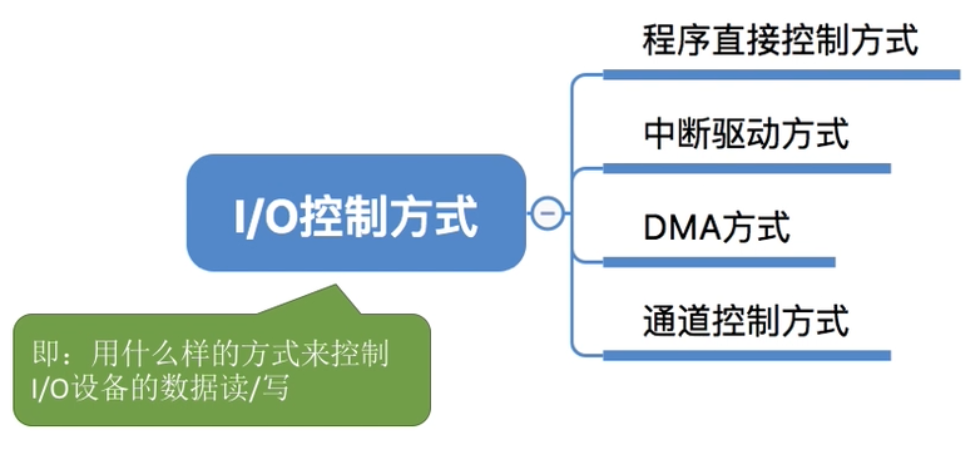 程序直接控制方式
中断驱动方式
I/O控制方式
DMA方式
通道控制方式
即：用什么样的方式来控制
I/O设备的数据读/写